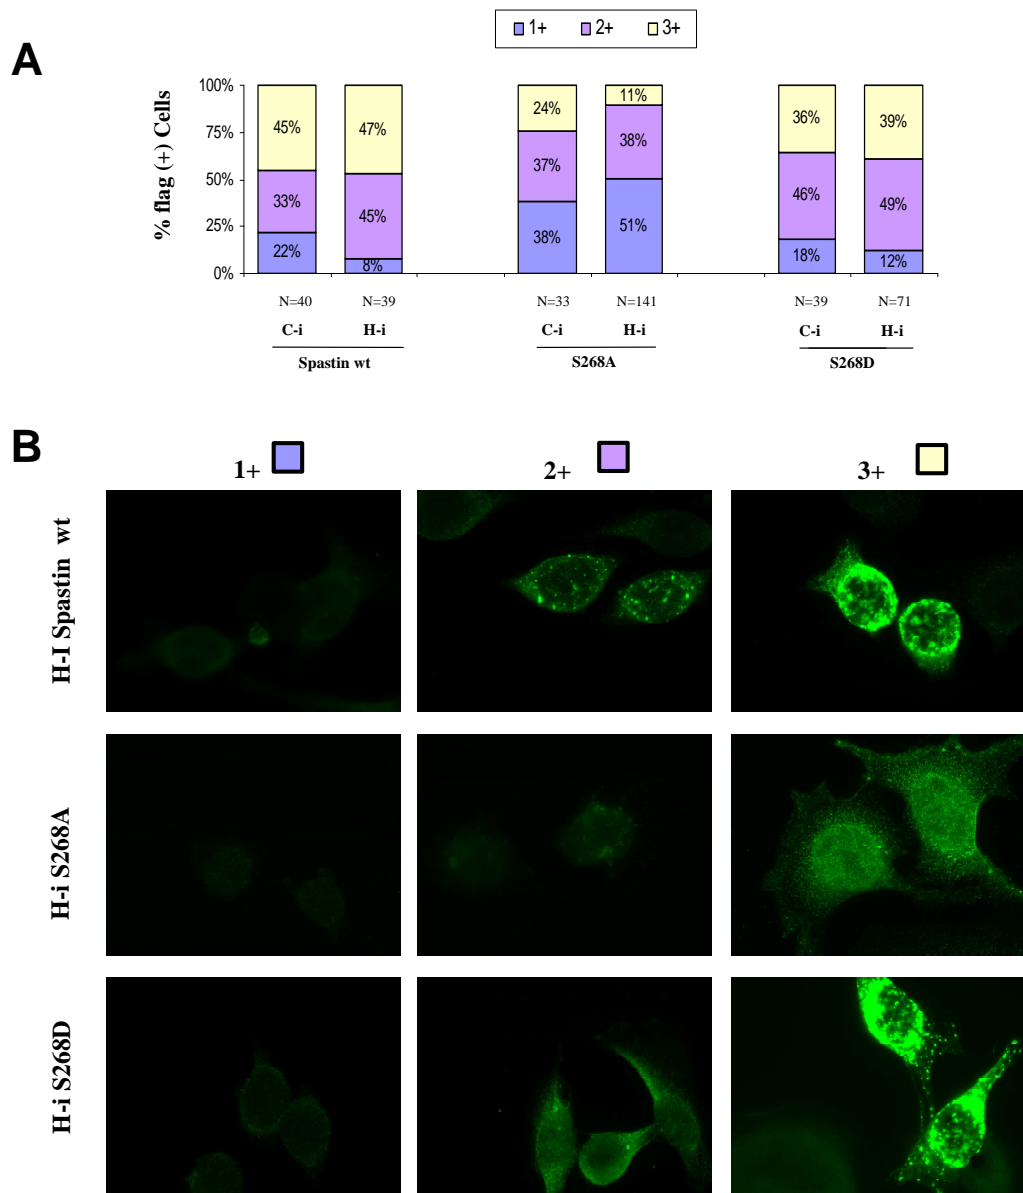 1+ 2+ 3+
A
% flag (+) Cells
100%
75%
50%
25%
0%
45% 47% 24% 11% 36% 39%
33% 45% 37% 38% 46% 49%
22% 8% 38% 51% 18% 12%
N=40 N=39 N=33 N=141 N=39 N=71
C-i H-i C-i H-i C-i H-i
Spastin wt S268A S268D
B
1+ 2+ 3+
H-I Spastin wt
H-i S268A
H-i S268D